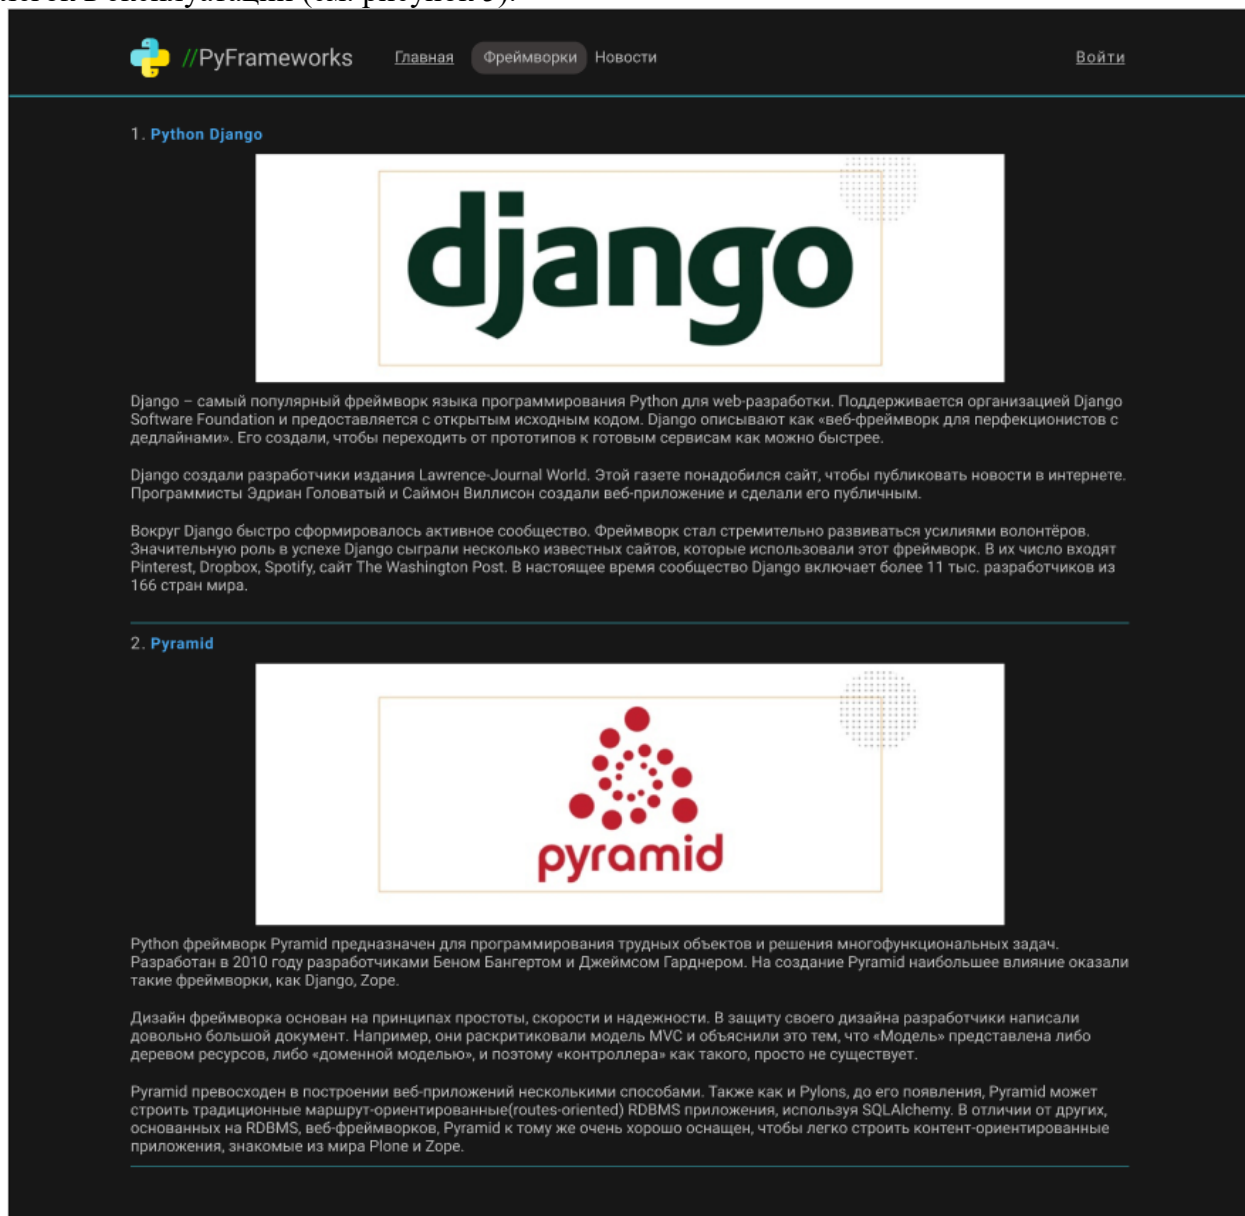 (см. рисунок 3).
//PyFrameworks Главная Фреймворки Новости Войти
1. Python Django
django
Django – самый популярный фреймворк языка программирования Python для web-разработки. Поддерживается организацией Django
Software Foundation и предоставляется с открытым исходным кодом. Django описывают как «веб-фреймворк для перфекционистов с
дедлайнами». Его создали, чтобы переходить от прототипов к готовым сервисам как можно быстрее.
Django создали разработчики издания Lawrence-Journal World. Этой газете понадобился сайт, чтобы публиковать новости в интернете.
Программисты Эдриан Головатый и Саймон Виллисон создали веб-приложение и сделали его публичным.
Вокруг Django быстро сформировалось активное сообщество. Фреймворк стал стремительно развиваться усилиями волонтёров.
Значительную роль в успехе Django сыграли несколько известных сайтов, которые использовали этот фреймворк. В их число входят
Pinterest, Dropbox, Spotify, сайт The Washington Post. В настоящее время сообщество Django включает более 11 тыс. разработчиков из
166 стран мира.
2. Pyramid
pyramid
Python фреймворк Pyramid предназначен для программирования трудных объектов и решения многофункциональных задач.
Разработан в 2010 году разработчиками Беном Бангертом и Джеймсом Гарднером. На создание Pyramid наибольшее влияние оказали
такие фреймворки, как Django, Zope.
Дизайн фреймворка основан на принципах простоты, скорости и надежности. В защиту своего дизайна разработчики написали
довольно большой документ. Например, они раскритиковали модель MVC и объяснили это тем, что «Модель» представлена либо
деревом ресурсов, либо «доменной моделью», и поэтому «контроллера» как такого, просто не существует.
Pyramid превосходен в построении веб-приложений несколькими способами. Также как и Pylons, до его появления, Pyramid может
строить традиционные маршрут-ориентированные(routes-oriented) RDBMS приложения, используя SQLAlchemy. В отличии от других,
основанных на RDBMS, веб-фреймворков, Pyramid к тому же очень хорошо оснащен, чтобы легко строить контент-ориентированные
приложения, знакомые из мира Plone и Zope.